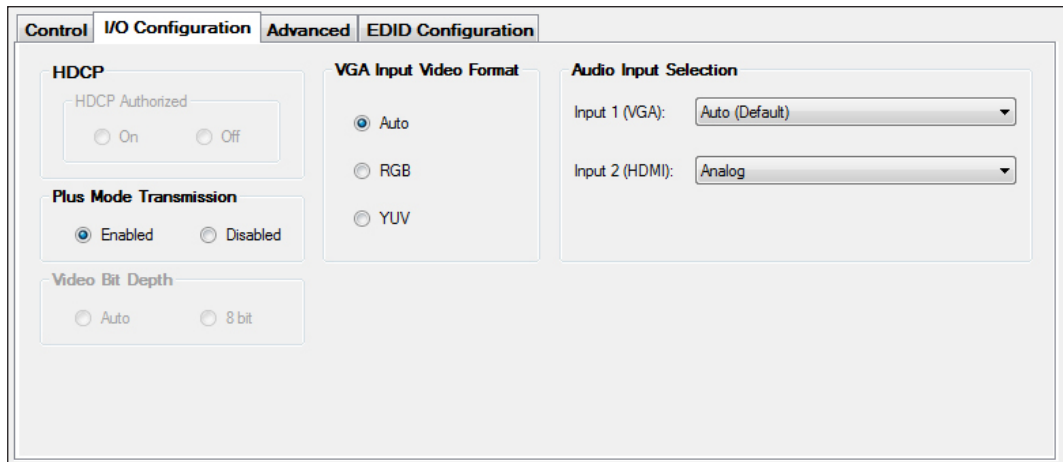 Control
I/O Configuration
Advanced
EDID Configuration
HDCP
HDCP Authorized
On
Off
Plus Mode Transmission
Enabled
Disabled
Video Bit Depth
Auto
8 bit
VGA Input Video Format
Auto
RGB
YUV
Audio Input Selection
Input 1 (VGA):
Auto (Default)
Input 2 (HDMI):
Analog